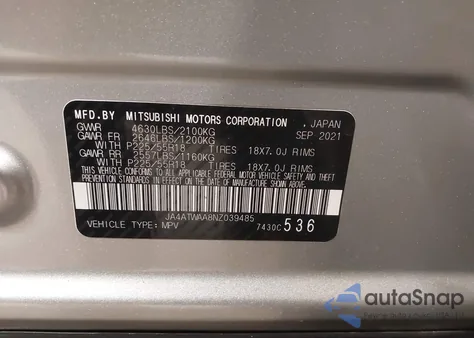 MFD.BY MITSUBISHI MOTORS CORPORATION , JAPAN
GVWR 4630LBS/2100KG SEP 2021
GAWR FR 2646LBS/1200KG
WITH P225/55R18 TIRES 18X7.0J RIMS
GAWR RR 2557LBS/1160KG
WITH P225/55R18 TIRES 18X7.0J RIMS
THIS VEHICLE CONFORMS TO ALL APPLICABLE FEDERAL MOTOR VEHICLE SAFETY, BUMPER, AND THEFT
PREVENTION STANDARDS IN EFFECT ON THE DATE OF MANUFACTURE SHOWN ABOVE.
JA4ATWAA8NZ039485
VEHICLE TYPE: MPV 7430C 536
autoSnap